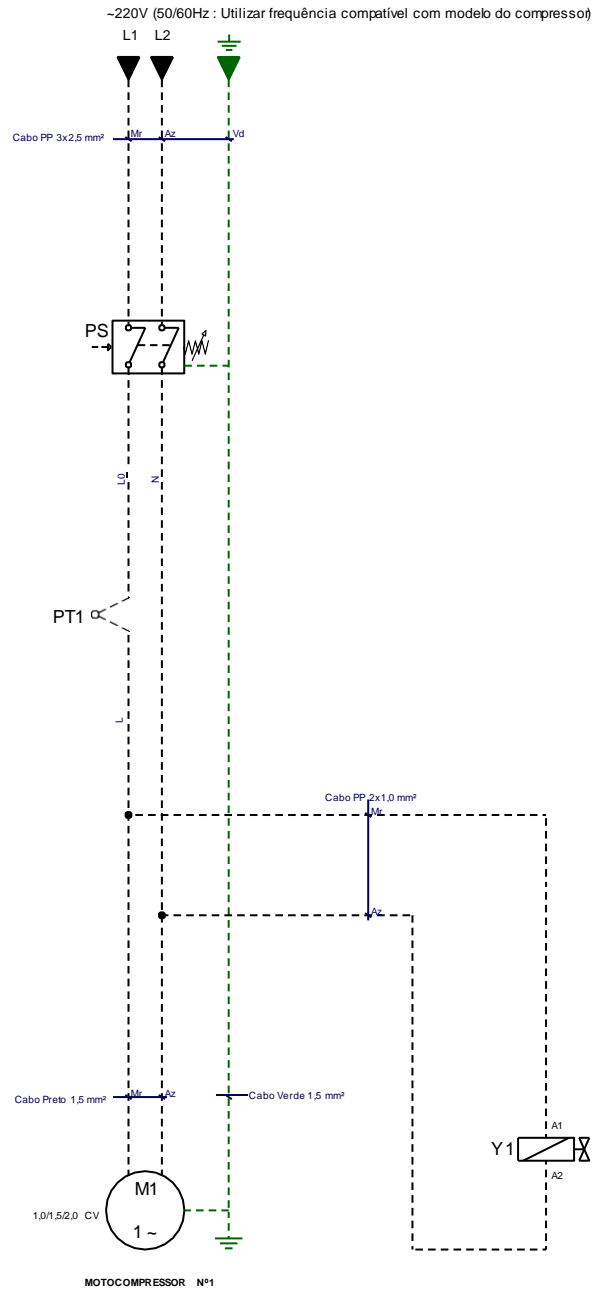 ~220V (50/60Hz : Utilizar frequência compatível com modelo do compressor)
L1 L2
Cabo PP 3x2,5 mm² Mr Az Vd
PS
L0 N
PT1
L
Cabo PP 2x1,0 mm²
Mr
Az
Cabo Preto 1,5 mm² Mr Az Cabo Verde 1,5 mm²
A1
Y1
A2
M1
1,0/1,5/2,0 CV
1 ~
MOTOCOMPRESSOR Nº1